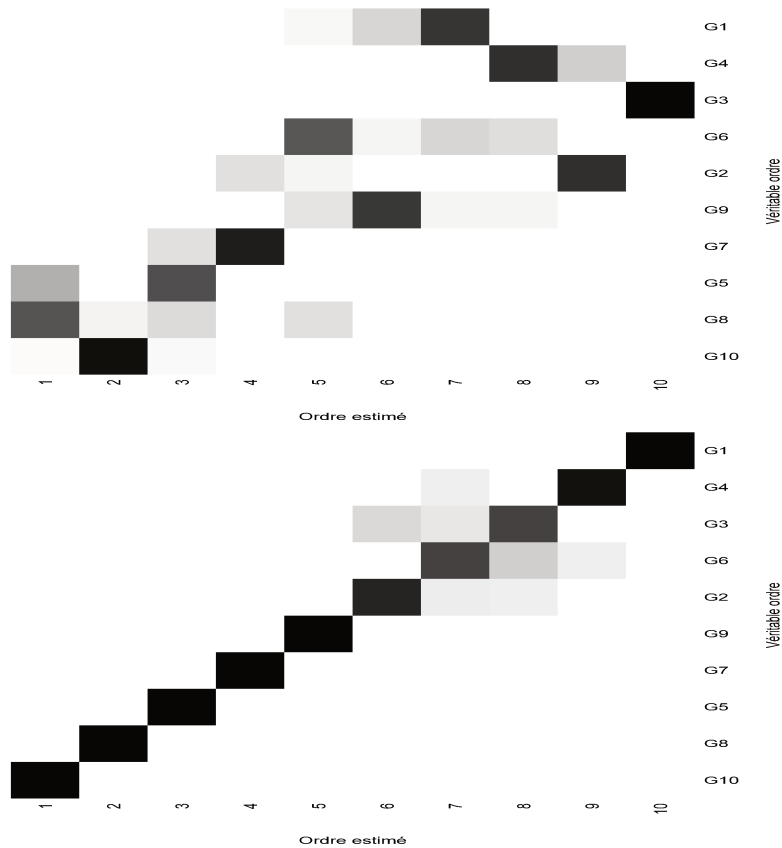 G1
G4
G3
G6
G2
G9
G7
G5
G8
G10
Véritable ordre
1 2 3 4 5 6 7 8 9 10
Ordre estimé
G1
G4
G3
G6
G2
G9
G7
G5
G8
G10
Véritable ordre
1 2 3 4 5 6 7 8 9 10
Ordre estimé